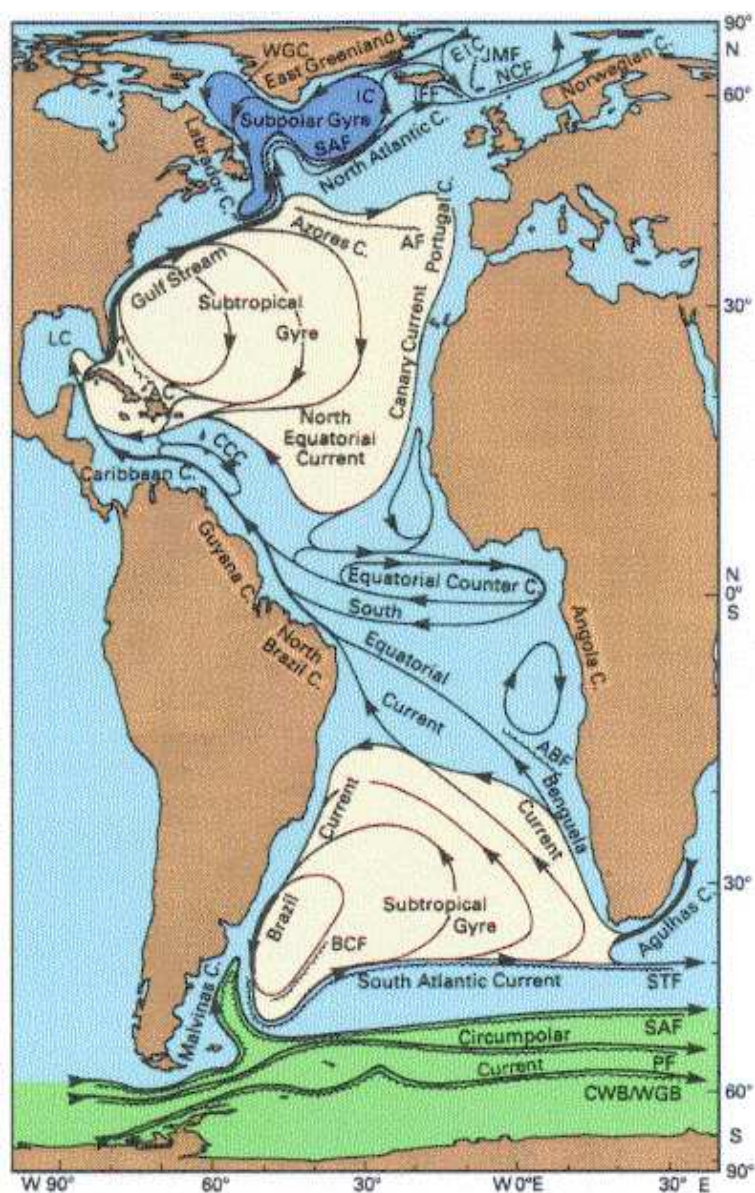 90°
N
WGC
East Greenland C.
EIC
JMF
NCF
Norwegian C.
60°
IC
IFF
Subpolar Gyre
SAF
Labrador C.
North Atlantic C.
Portugal C.
Azores C.
AF
Gulf Stream
30°
Subtropical
Gyre
LC
AC
Canary Current
North
Equatorial
Current
CCC
Caribbean C.
Guyana C.
Equatorial Counter C.
N
0°
S
South
Equatorial
Current
North
Brazil C.
Angola C.
ABF
Benguela
Current
Current
Brazil
30°
Subtropical
Gyre
BCF
Agulhas C.
South Atlantic Current
STF
Malvinas C.
SAF
Circumpolar
Current
PF
CWB/WGB
60°
S
90°
W 90°
60°
30°
W 0°E
30°
E